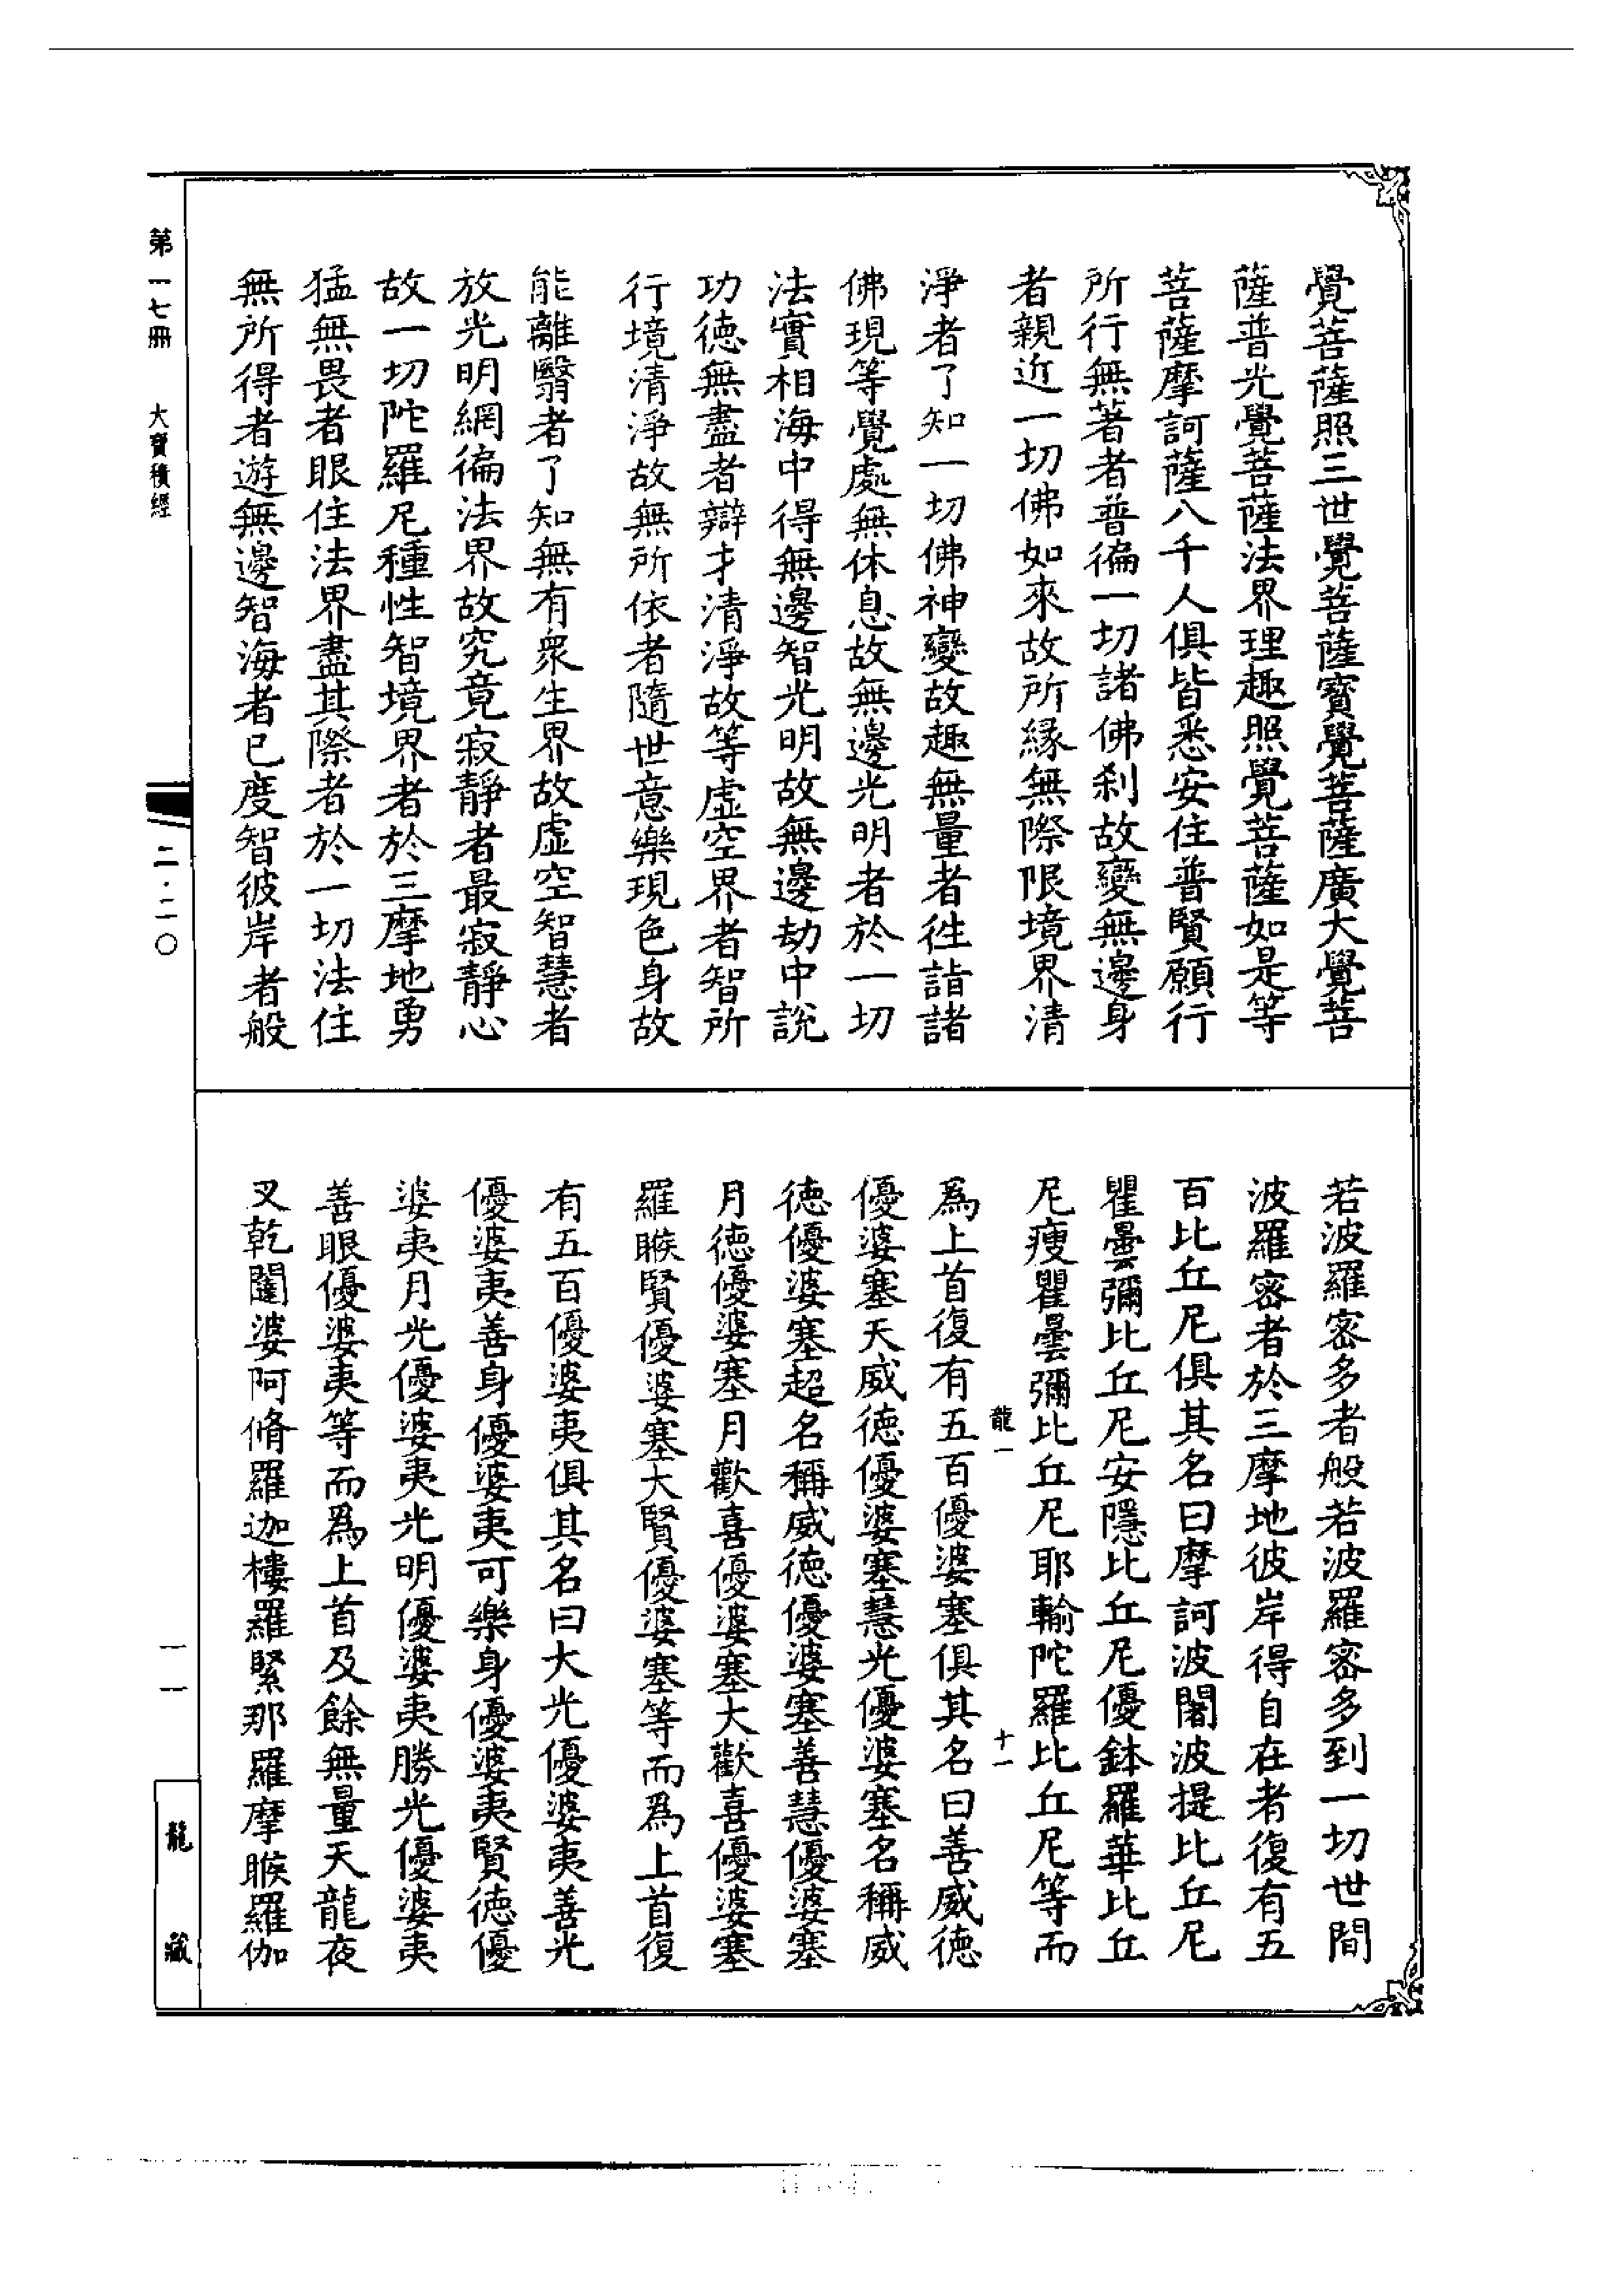 覺菩薩照三世覺菩薩寳覺菩薩廣大覺菩
薩普光覺菩薩法界理趣照覺菩薩如是等
菩薩摩訶薩八千人俱皆悉安住普賢願行
所行無著者普徧一切諸佛刹故變無邊身
者親近一切佛如來故所緣無際限境界清
淨者了知一切佛神變故趣無量者徃詣諸
佛現等覺處無休息故無邊光明者於一切
法實相海中得無邊智光明故無邊劫中說
功德無盡者辯才清淨故等虛空界者智所
行境清淨故無所依者隨世意樂現色身故
能離翳者了知無有衆生界故虛空智慧者
放光明網徧法界故究竟寂靜者最寂靜心
故一切陀羅尼種性智境界者於三摩地勇
猛無畏者眼住法界盡其際者於一切法住
無所得者遊無邊智海者已度智彼岸者般
若波羅密多者般若波羅密多到一切世間
波羅密者於三摩地彼岸得自在者復有五
百比丘尼俱其名曰摩訶波闍波提比丘尼
瞿曇彌比丘尼安隱比丘尼優鉢羅華比丘
尼瘦瞿曇彌比丘尼耶輸陀羅比丘尼等而
龍一 十一
爲上首復有五百優婆塞俱其名曰善威德
優婆塞天威德優婆塞慧光優婆塞名稱威
德優婆塞超名稱威德優婆塞善慧優婆塞
月德優婆塞月歡喜優婆塞大歡喜優婆塞
羅睺賢優婆塞大賢優婆塞等而爲上首復
有五百優婆夷俱其名曰大光優婆夷善光
優婆夷善身優婆夷可樂身優婆夷賢德優
婆夷月光優婆夷光明優婆夷勝光優婆夷
善眼優婆夷等而爲上首及餘無量天龍夜
叉乾闥婆阿脩羅迦樓羅緊那羅摩睺羅伽
第一七冊 大寶積經 二·二〇 一一 龍藏